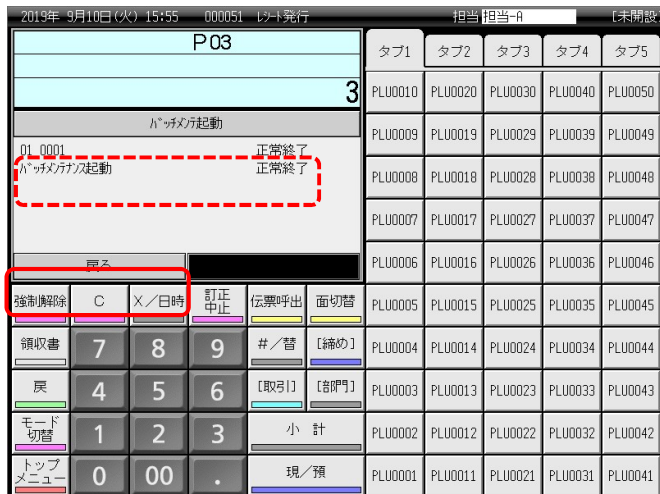 2019年 9月10日(火) 15:55 000051 ﾚｼｰﾄ発行 担当 担当-A [未開設
P03
3
ﾊﾞｯﾁﾒﾝﾃ起動
01 0001 正常終了
ﾊﾞｯﾁﾒﾝﾃﾅﾝｽ起動 正常終了
戻る
強制解除 C X／日時 訂正中止 伝票呼出 面切替
領収書 7 8 9 #／替 [締め]
戻 4 5 6 [取引] [部門]
モード切替 1 2 3 小 計
トップメニュー 0 00 . 現／預
タブ1 タブ2 タブ3 タブ4 タブ5
PLU0010 PLU0020 PLU0030 PLU0040 PLU0050
PLU0009 PLU0019 PLU0029 PLU0039 PLU0049
PLU0008 PLU0018 PLU0028 PLU0038 PLU0048
PLU0007 PLU0017 PLU0027 PLU0037 PLU0047
PLU0006 PLU0016 PLU0026 PLU0036 PLU0046
PLU0005 PLU0015 PLU0025 PLU0035 PLU0045
PLU0004 PLU0014 PLU0024 PLU0034 PLU0044
PLU0003 PLU0013 PLU0023 PLU0033 PLU0043
PLU0002 PLU0012 PLU0022 PLU0032 PLU0042
PLU0001 PLU0011 PLU0021 PLU0031 PLU0041